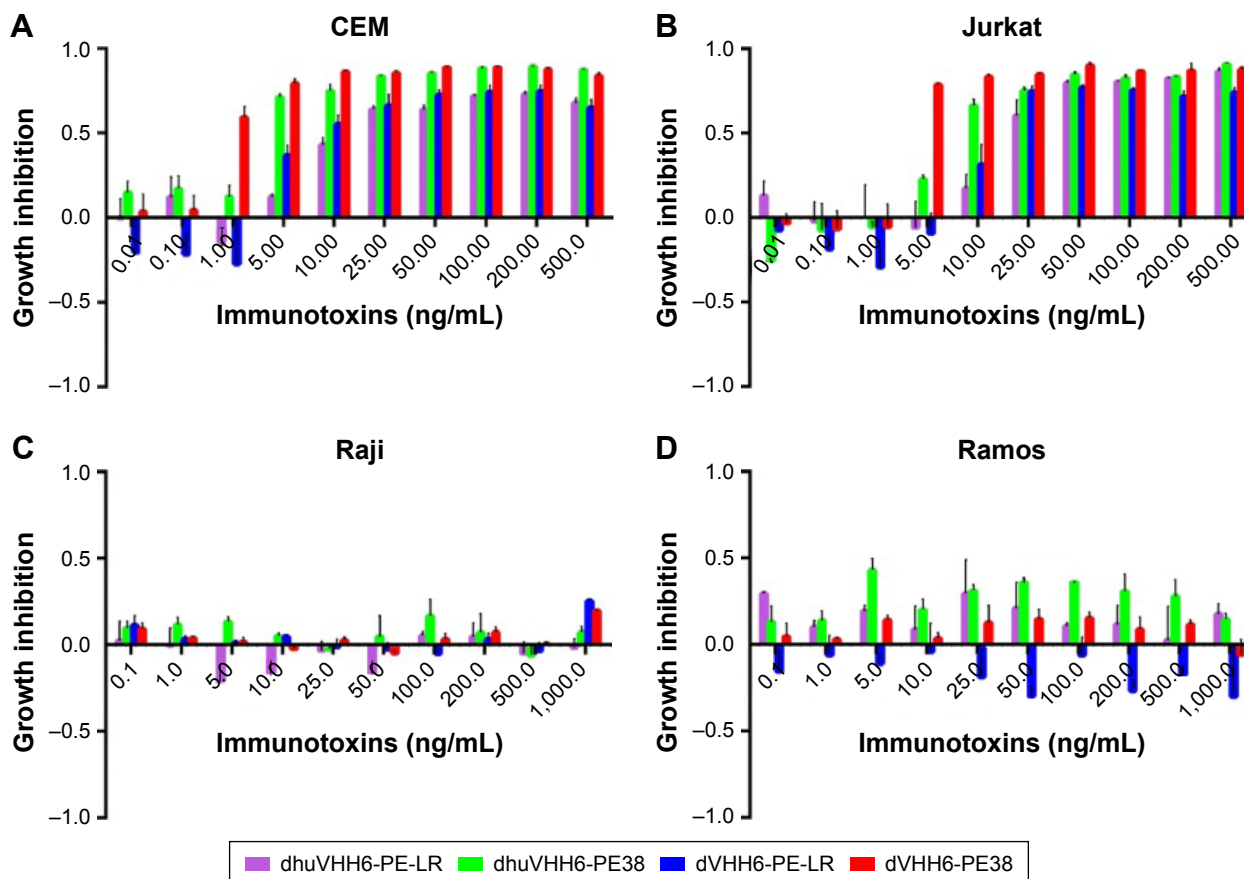 A CEM
1.0
0.5
0.0
–0.5
–1.0
Growth inhibition
0.01 0.10 1.00 5.00 10.00 25.00 50.00 100.00 200.00 500.00
Immunotoxins (ng/mL)
B Jurkat
1.0
0.5
0.0
–0.5
–1.0
Growth inhibition
0.01 0.10 1.00 5.00 10.00 25.00 50.00 100.00 200.00 500.00
Immunotoxins (ng/mL)
C Raji
1.0
0.5
0.0
–0.5
–1.0
Growth inhibition
0.1 1.0 5.0 10.0 25.0 50.0 100.0 200.0 500.0 1,000.0
Immunotoxins (ng/mL)
D Ramos
1.0
0.5
0.0
–0.5
–1.0
Growth inhibition
0.1 1.0 5.0 10.0 25.0 50.0 100.0 200.0 500.0 1,000.0
Immunotoxins (ng/mL)
dhuVHH6-PE-LR dhuVHH6-PE38 dVHH6-PE-LR dVHH6-PE38